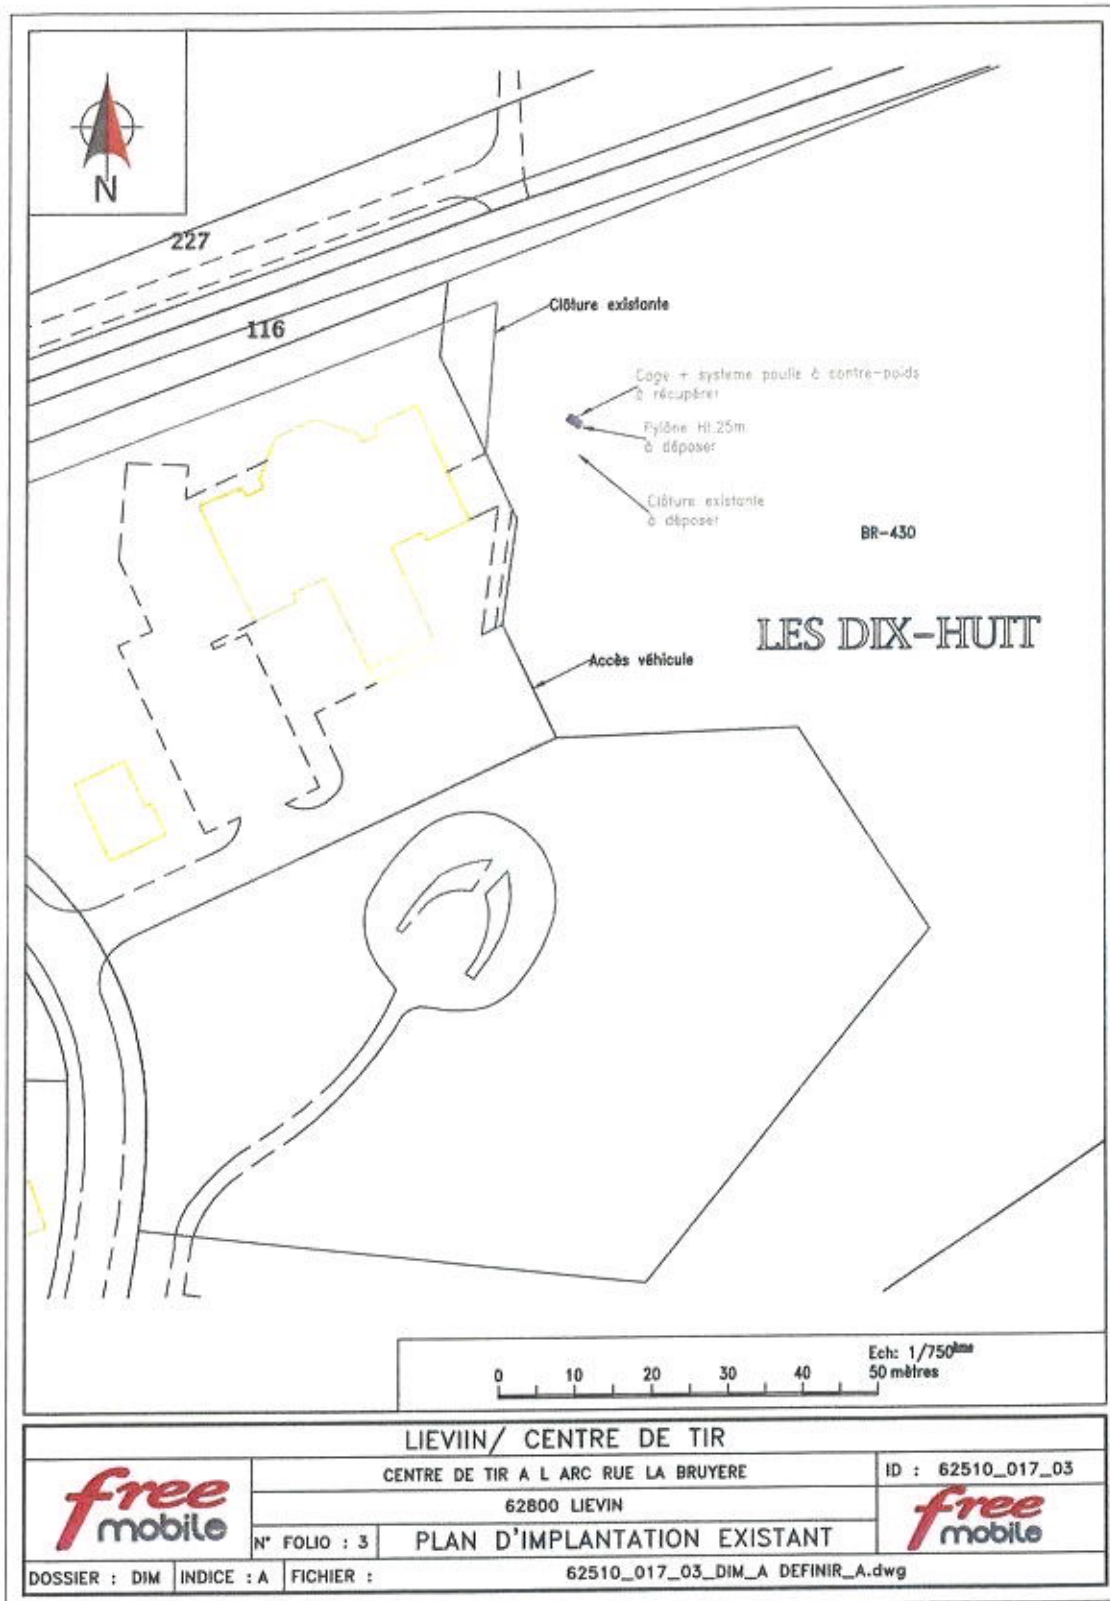 N
227
116
Clôture existante
Cage + systeme poulie à contre-poids
à récupérer
Pylône Ht.25m
à déposer
Clôture existante
à déposer
BR-430
LES DIX-HUIT
Accès véhicule
Ech: 1/750ème
0 10 20 30 40 50 mètres
LIEVIIN/ CENTRE DE TIR
free mobile
CENTRE DE TIR A L ARC RUE LA BRUYERE
ID : 62510_017_03
62800 LIEVIN
free mobile
N° FOLIO : 3
PLAN D'IMPLANTATION EXISTANT
DOSSIER : DIM
INDICE : A
FICHIER :
62510_017_03_DIM_A DEFINIR_A.dwg